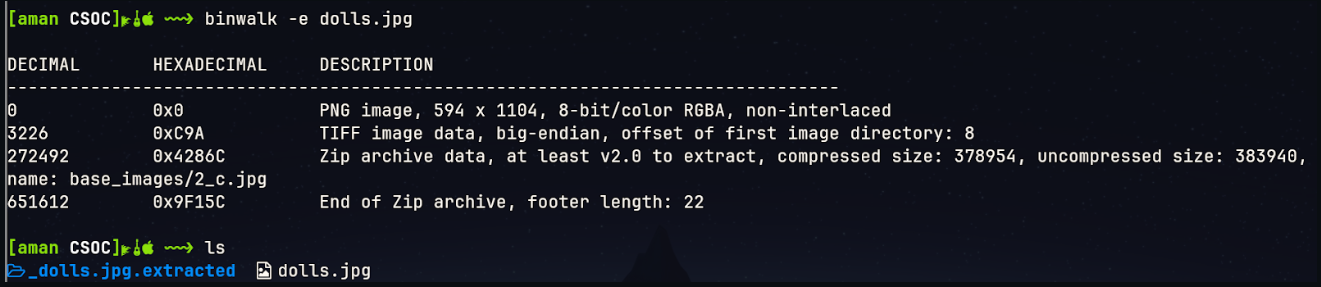 [aman CSOC] ⟿ binwalk -e dolls.jpg
DECIMAL       HEXADECIMAL     DESCRIPTION
--------------------------------------------------------------------------------
0             0x0             PNG image, 594 x 1104, 8-bit/color RGBA, non-interlaced
3226          0xC9A           TIFF image data, big-endian, offset of first image directory: 8
272492        0x4286C         Zip archive data, at least v2.0 to extract, compressed size: 378954, uncompressed size: 383940,
name: base_images/2_c.jpg
651612        0x9F15C         End of Zip archive, footer length: 22
[aman CSOC] ⟿ ls
_dolls.jpg.extracted  dolls.jpg